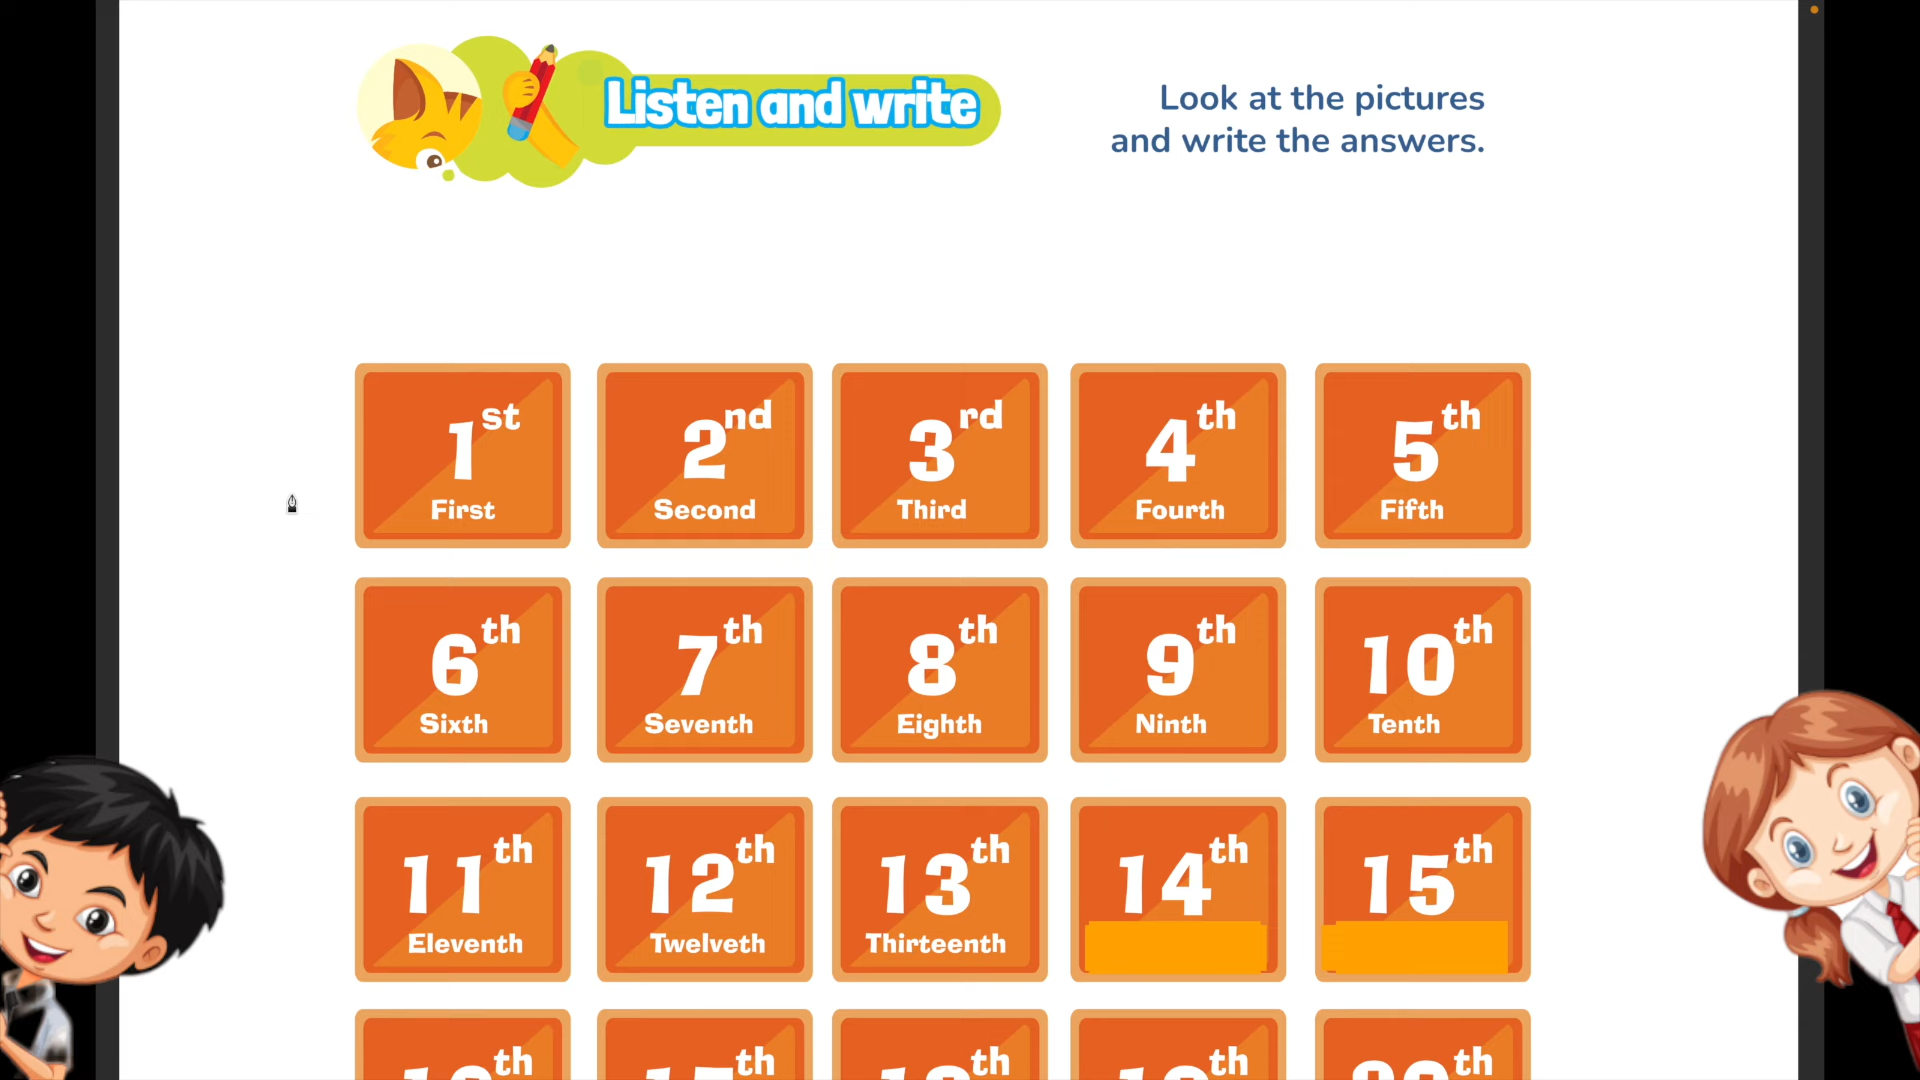 Listen and write
Look at the pictures
and write the answers.
1st 2nd 3rd 4th 5th
First Second Third Fourth Fifth
6th 7th 8th 9th 10th
Sixth Seventh Eighth Ninth Tenth
11th 12th 13th 14th 15th
Eleventh Twelveth Thirteenth
th th th th th